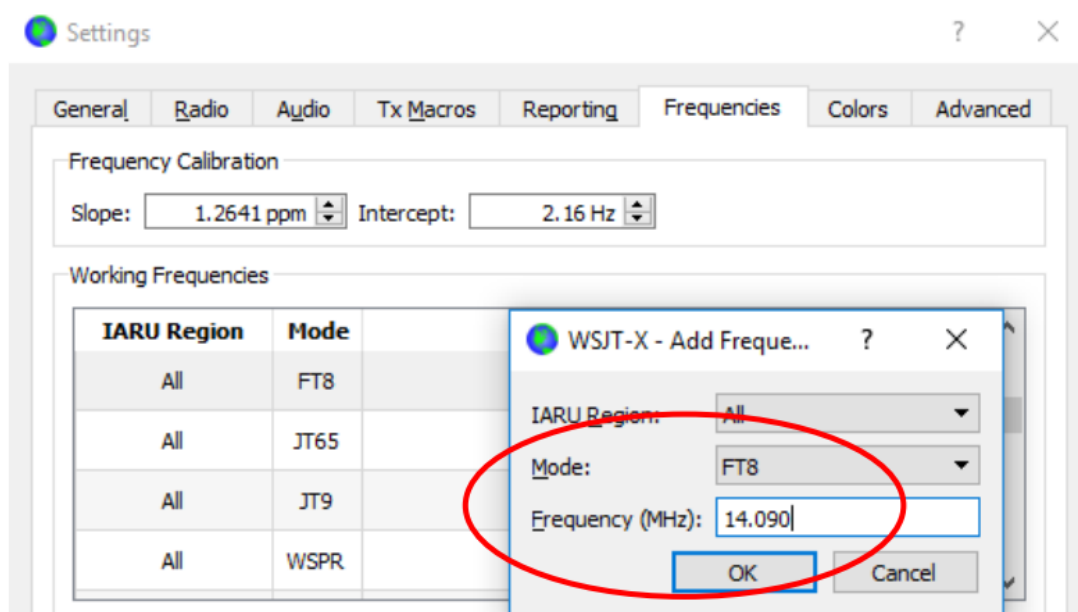 Settings ? ×
General Radio Audio Tx Macros Reporting Frequencies Colors Advanced
Frequency Calibration
Slope: 1.2641 ppm Intercept: 2.16 Hz
Working Frequencies
IARU Region Mode
All FT8
All JT65
All JT9
All WSPR
WSJT-X - Add Freque... ? ×
IARU Region: All
Mode: FT8
Frequency (MHz): 14.090
OK Cancel